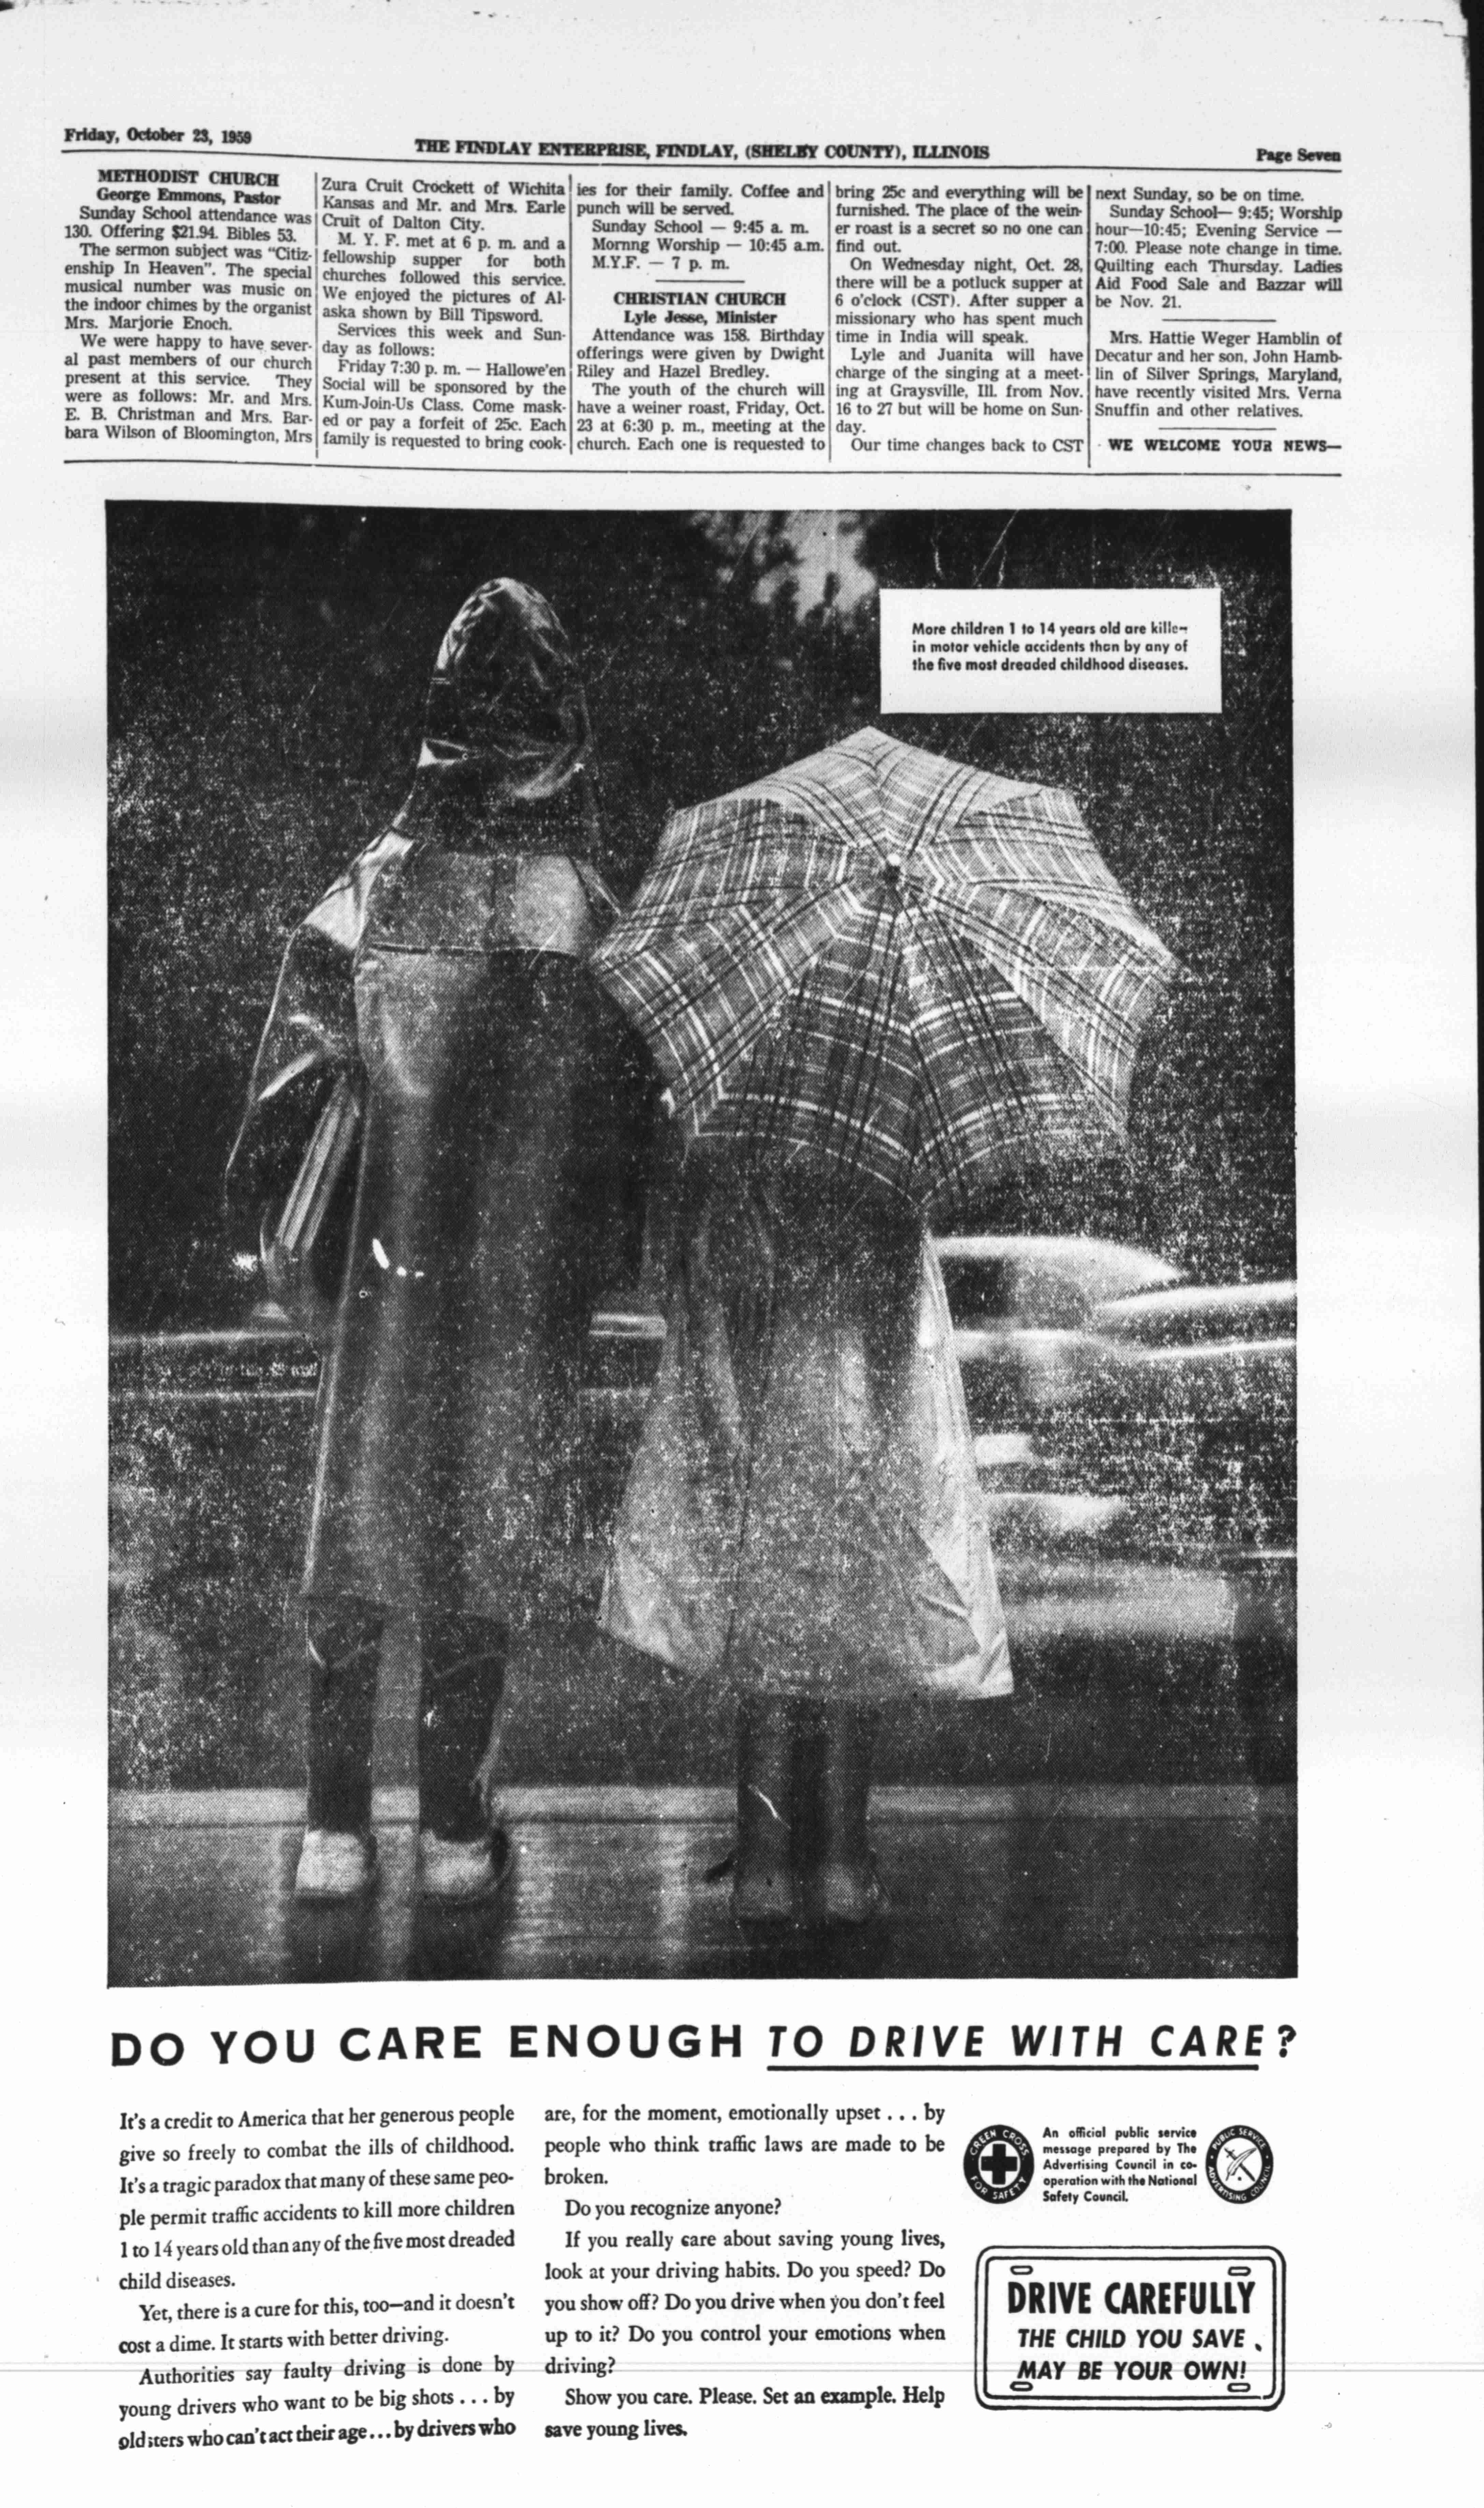 Friday, October 23, 1959
THE FINDLAY ENTERPRISE, FINDLAY, (SHELBY COUNTY), ILLINOIS
Page Seven
METHODIST CHURCH
George Emmons, Pastor
Sunday School attendance was
130. Offering $21.94. Bibles 53.
The sermon subject was "Citiz-
enship In Heaven". The special
musical number was music on
the indoor chimes by the organist
Mrs. Marjorie Enoch.
We were happy to have sever-
al past members of our church
present at this service. They
were as follows: Mr. and Mrs.
E. B. Christman and Mrs. Bar-
bara Wilson of Bloomington, Mrs
Zura Cruit Crockett of Wichita
Kansas and Mr. and Mrs. Earle
Cruit of Dalton City.
M. Y. F. met at 6 p. m. and a
fellowship supper for both
churches followed this service.
We enjoyed the pictures of Al-
aska shown by Bill Tipsword.
Services this week and Sun-
day as follows:
Friday 7:30 p. m. — Hallowe'en
Social will be sponsored by the
Kum-Join-Us Class. Come mask-
ed or pay a forfeit of 25c. Each
family is requested to bring cook-
ies for their family. Coffee and
punch will be served.
Sunday School — 9:45 a. m.
Mornng Worship — 10:45 a.m.
M.Y.F. — 7 p. m.
CHRISTIAN CHURCH
Lyle Jesse, Minister
Attendance was 158. Birthday
offerings were given by Dwight
Riley and Hazel Bredley.
The youth of the church will
have a weiner roast, Friday, Oct.
23 at 6:30 p. m., meeting at the
church. Each one is requested to
bring 25c and everything will be
furnished. The place of the wein-
er roast is a secret so no one can
find out.
On Wednesday night, Oct. 28,
there will be a potluck supper at
6 o'clock (CST). After supper a
missionary who has spent much
time in India will speak.
Lyle and Juanita will have
charge of the singing at a meet-
ing at Graysville, Ill. from Nov.
16 to 27 but will be home on Sun-
day.
Our time changes back to CST
next Sunday, so be on time.
Sunday School— 9:45; Worship
hour—10:45; Evening Service —
7:00. Please note change in time.
Quilting each Thursday. Ladies
Aid Food Sale and Bazzar will
be Nov. 21.
Mrs. Hattie Weger Hamblin of
Decatur and her son, John Hamb-
lin of Silver Springs, Maryland,
have recently visited Mrs. Verna
Snuffin and other relatives.
WE WELCOME YOUR NEWS—
More children 1 to 14 years old are kille
in motor vehicle accidents than by any of
the five most dreaded childhood diseases.
DO YOU CARE ENOUGH TO DRIVE WITH CARE?
It's a credit to America that her generous people
give so freely to combat the ills of childhood.
It's a tragic paradox that many of these same peo-
ple permit traffic accidents to kill more children
1 to 14 years old than any of the five most dreaded
child diseases.
Yet, there is a cure for this, too—and it doesn't
cost a dime. It starts with better driving.
Authorities say faulty driving is done by
young drivers who want to be big shots . . . by
oldsters who can't act their age . . . by drivers who
are, for the moment, emotionally upset . . . by
people who think traffic laws are made to be
broken.
Do you recognize anyone?
If you really care about saving young lives,
look at your driving habits. Do you speed? Do
you show off? Do you drive when you don't feel
up to it? Do you control your emotions when
driving?
Show you care. Please. Set an example. Help
save young lives.
GREEN CROSS
FOR SAFETY
An official public service
message prepared by The
Advertising Council in co-
operation with the National
Safety Council.
PUBLIC SERVICE
ADVERTISING COUNCIL
DRIVE CAREFULLY
THE CHILD YOU SAVE
MAY BE YOUR OWN!